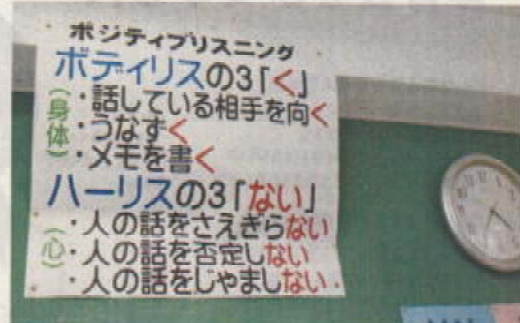 ポジティブリスニング
ボディリスの3「く」
(身体)
・話している相手を向く
・うなずく
・メモを書く
ハーリスの3「ない」
(心)
・人の話をさえぎらない
・人の話を否定しない
・人の話をじゃましない